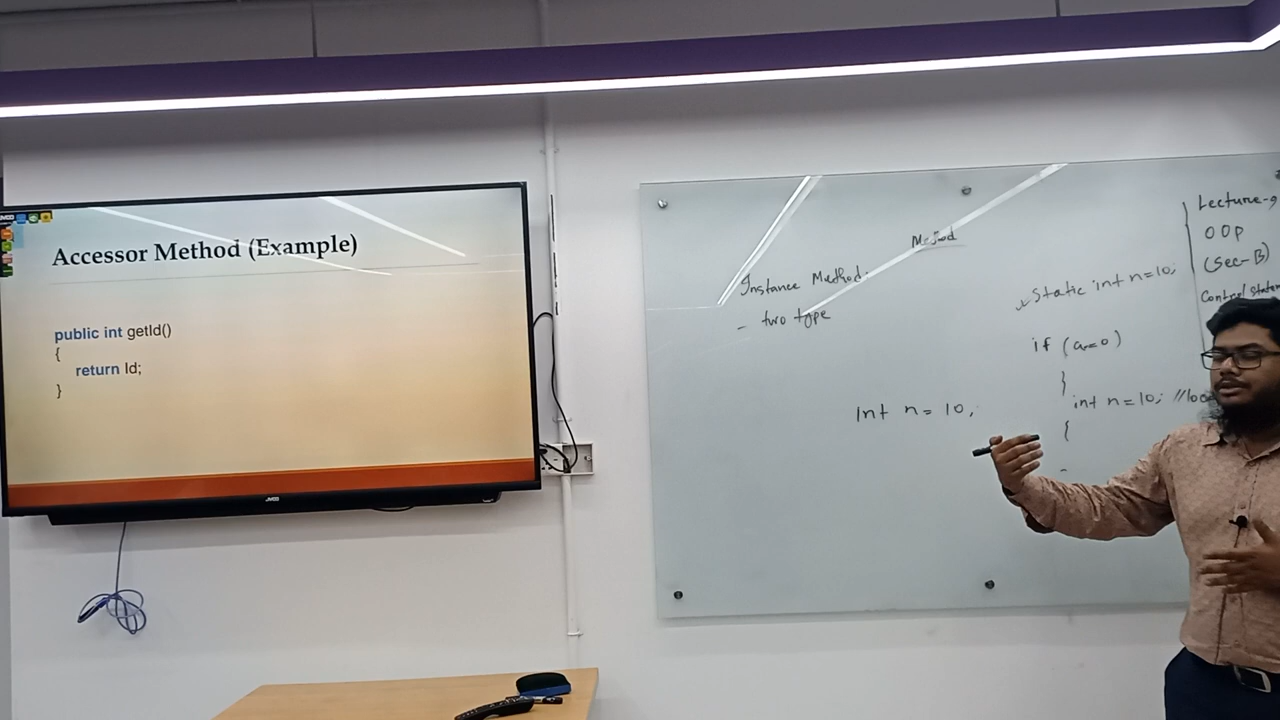 Accessor Method (Example)
public int getId()
{
return Id;
}
JVCO
Method
Instance Method:
- two type
int n = 10;
✓ Static int n=10;
if (a==0)
}
int n = 10; //loc
{
Lecture-9
OOP
(Sec-B)
Control Statem